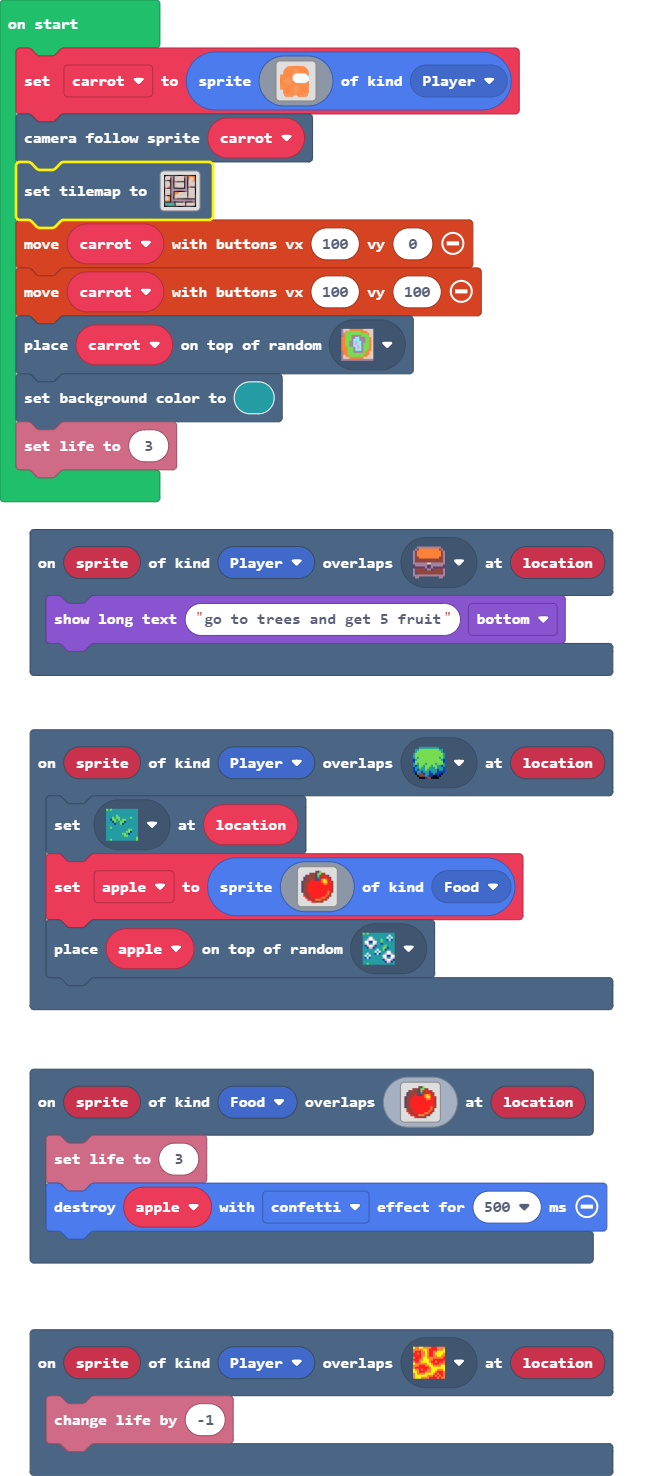 on start
set carrot to sprite of kind Player
camera follow sprite carrot
set tilemap to
move carrot with buttons vx 100 vy 0
move carrot with buttons vx 100 vy 100
place carrot on top of random
set background color to
set life to 3
on sprite of kind Player overlaps at location
show long text "go to trees and get 5 fruit" bottom
on sprite of kind Player overlaps at location
set at location
set apple to sprite of kind Food
place apple on top of random
on sprite of kind Food overlaps at location
set life to 3
destroy apple with confetti effect for 500 ms
on sprite of kind Player overlaps at location
change life by -1